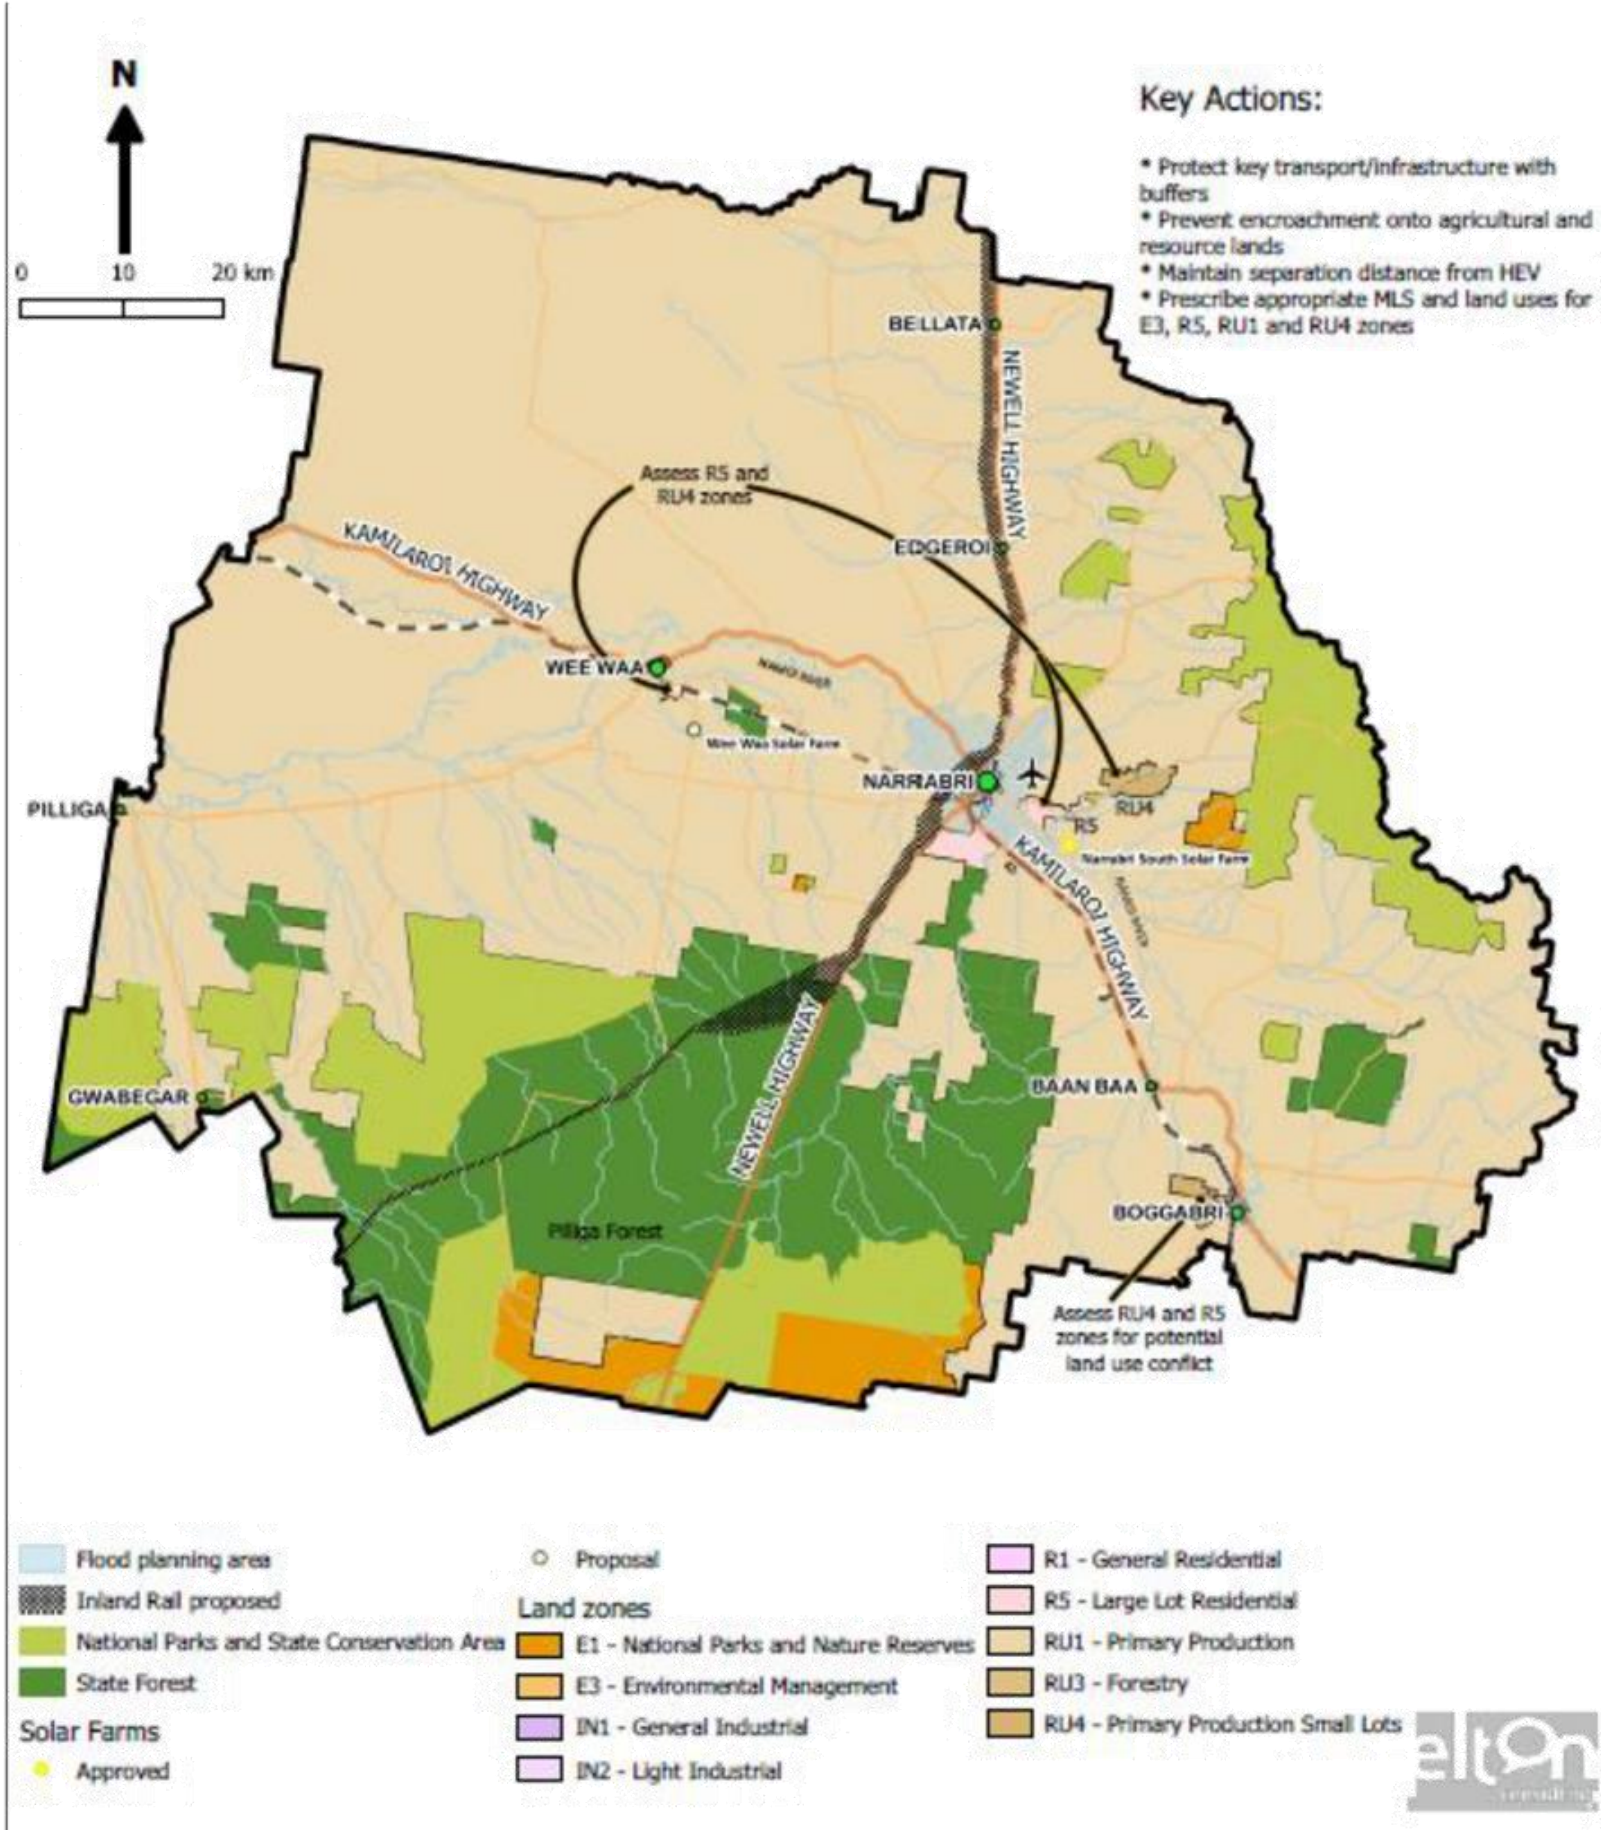 N
0 10 20 km
Key Actions:
* Protect key transport/infrastructure with
buffers
* Prevent encroachment onto agricultural and
resource lands
* Maintain separation distance from HEV
* Prescribe appropriate MLS and land uses for
E3, R5, RU1 and RU4 zones
BELLATA
NEWELL HIGHWAY
Assess R5 and
RU4 zones
EDGEROI
KAMILAROI HIGHWAY
WEE WAA
NAMOI RIVER
Wee Waa Solar Farm
NARRABRI
PILLIGA
RU4
R5
Narrabri South Solar Farm
KAMILAROI HIGHWAY
NAMOI RIVER
NEWELL HIGHWAY
GWABEGAR
BAAN BAA
Pilliga Forest
BOGGABRI
Assess RU4 and R5
zones for potential
land use conflict
Flood planning area
Inland Rail proposed
National Parks and State Conservation Area
State Forest
Solar Farms
Approved
Proposal
Land zones
E1 - National Parks and Nature Reserves
E3 - Environmental Management
IN1 - General Industrial
IN2 - Light Industrial
R1 - General Residential
R5 - Large Lot Residential
RU1 - Primary Production
RU3 - Forestry
RU4 - Primary Production Small Lots
elton
consulting